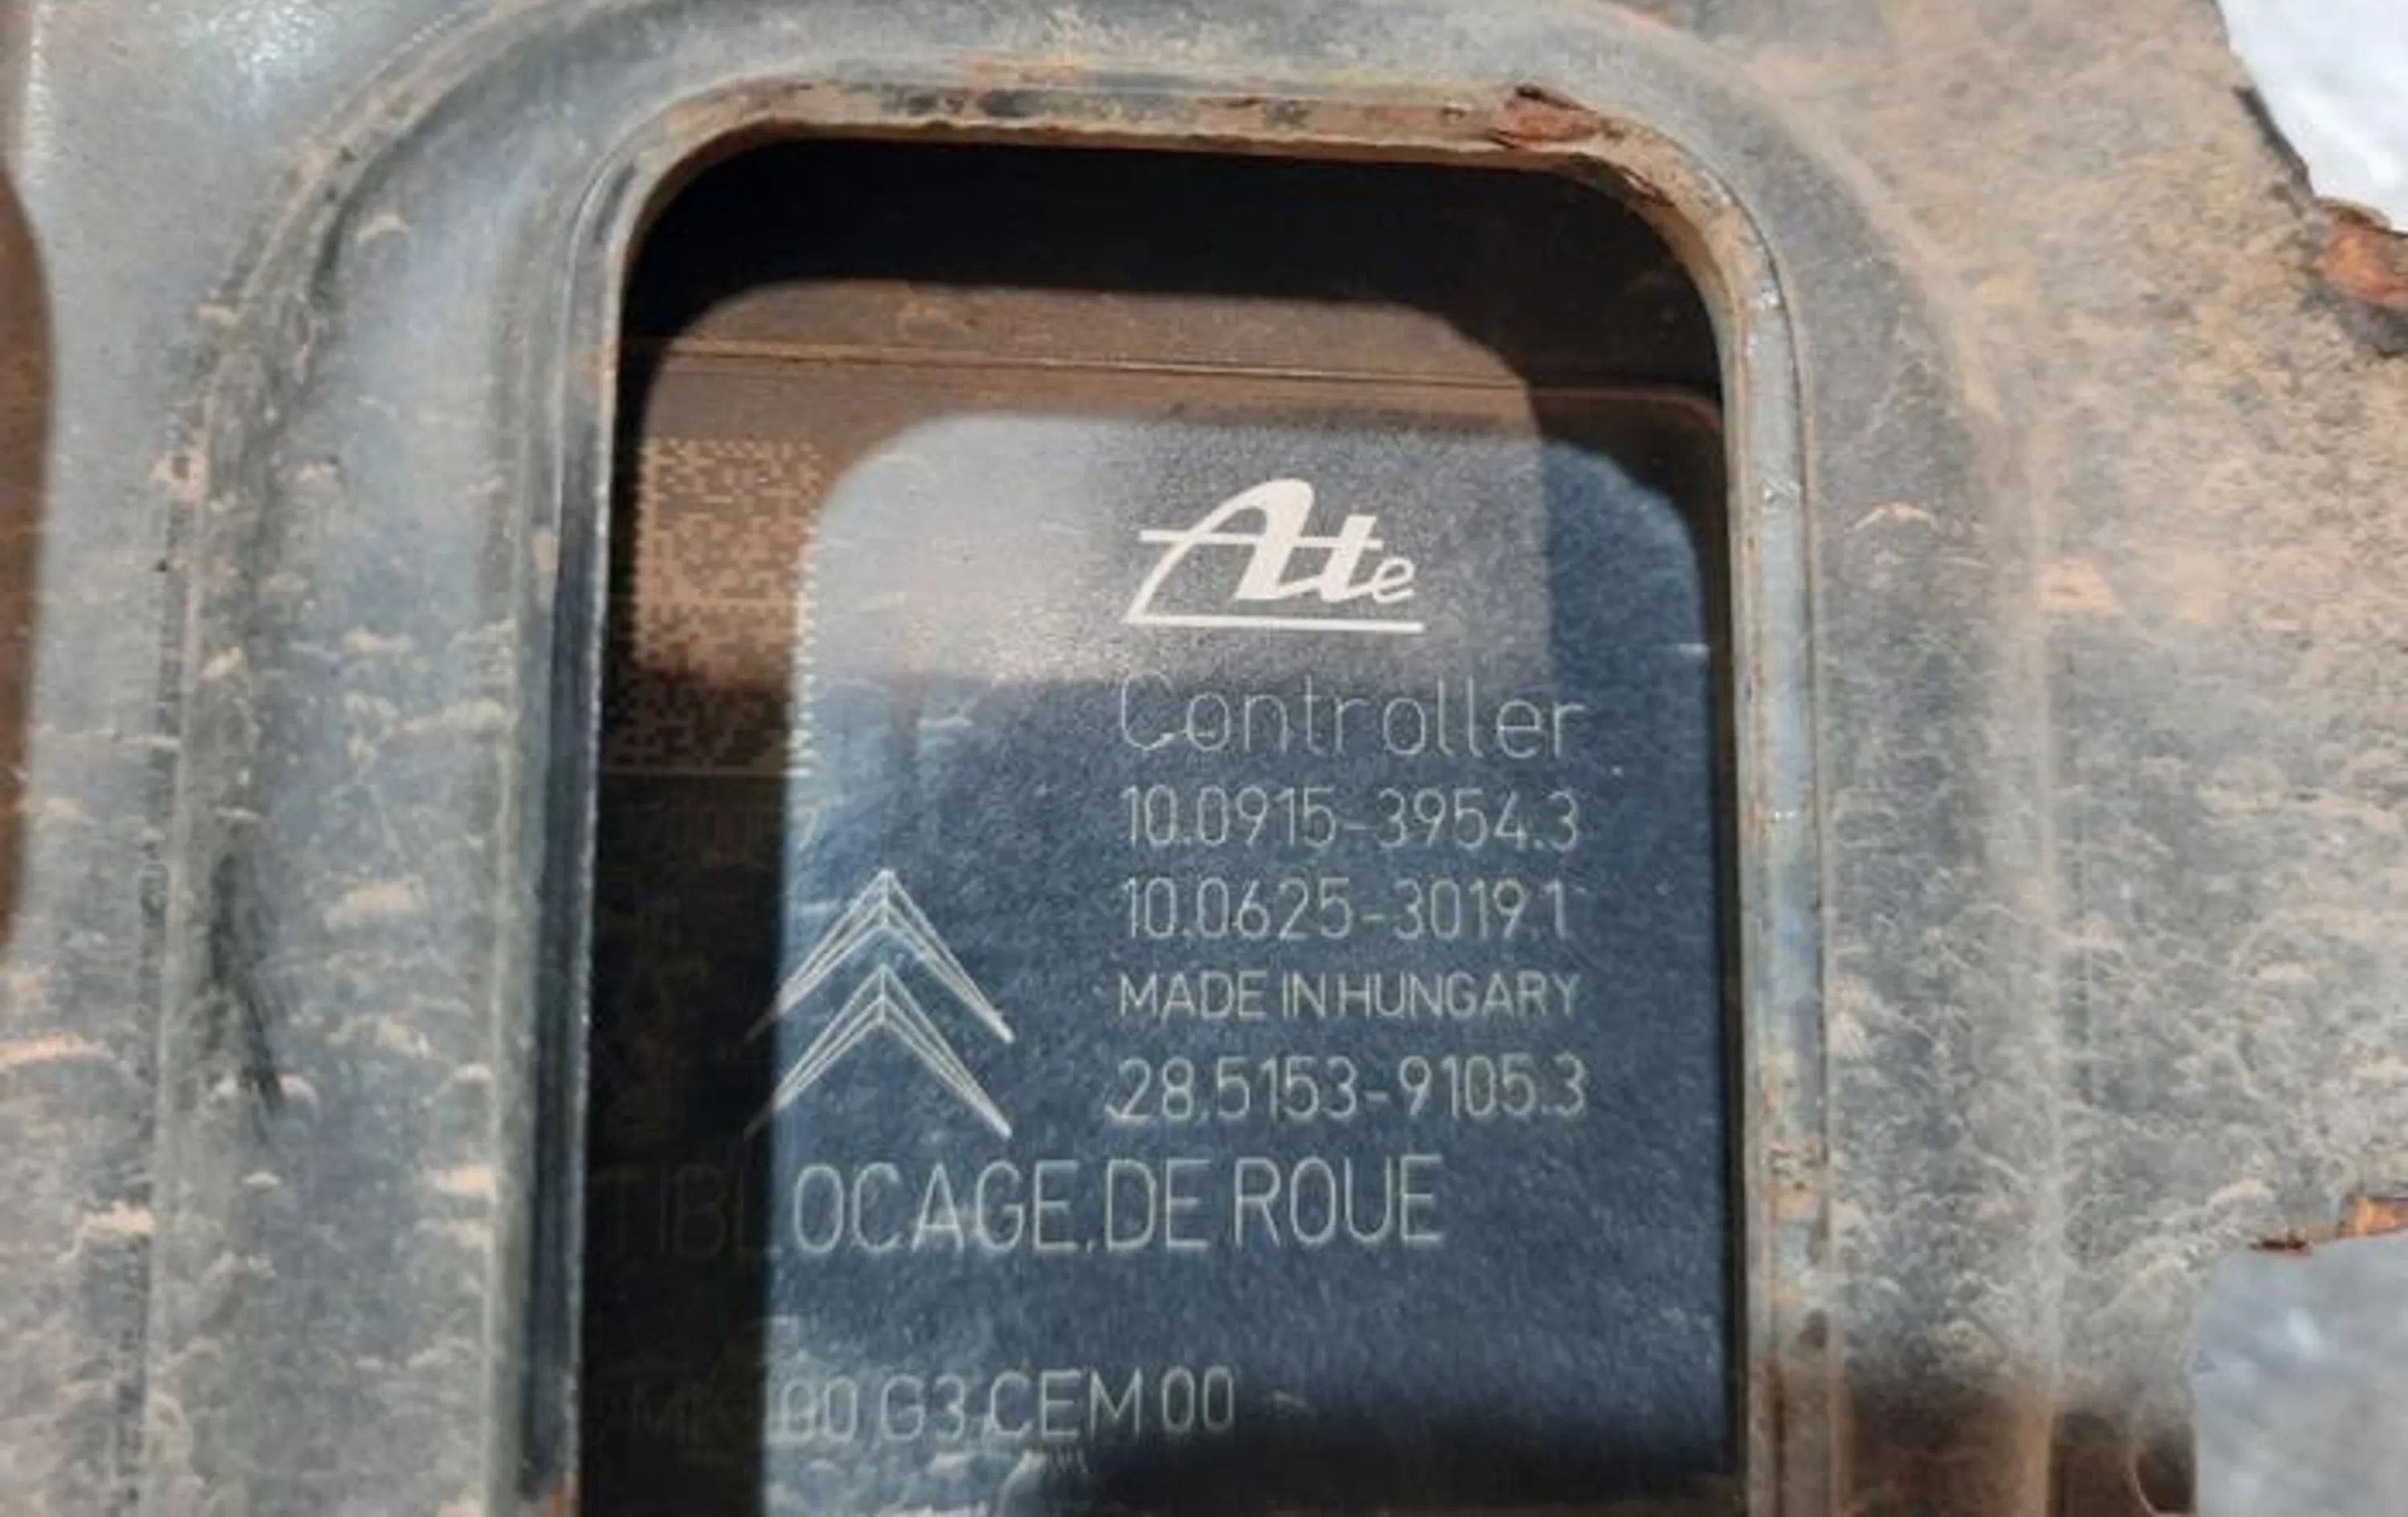 Ate
Controller
10.0915-3954.3
10.0625-3019.1
MADE IN HUNGARY
28.5153-9105.3
TIBLOCAGE.DE ROUE
G3 CEM 00